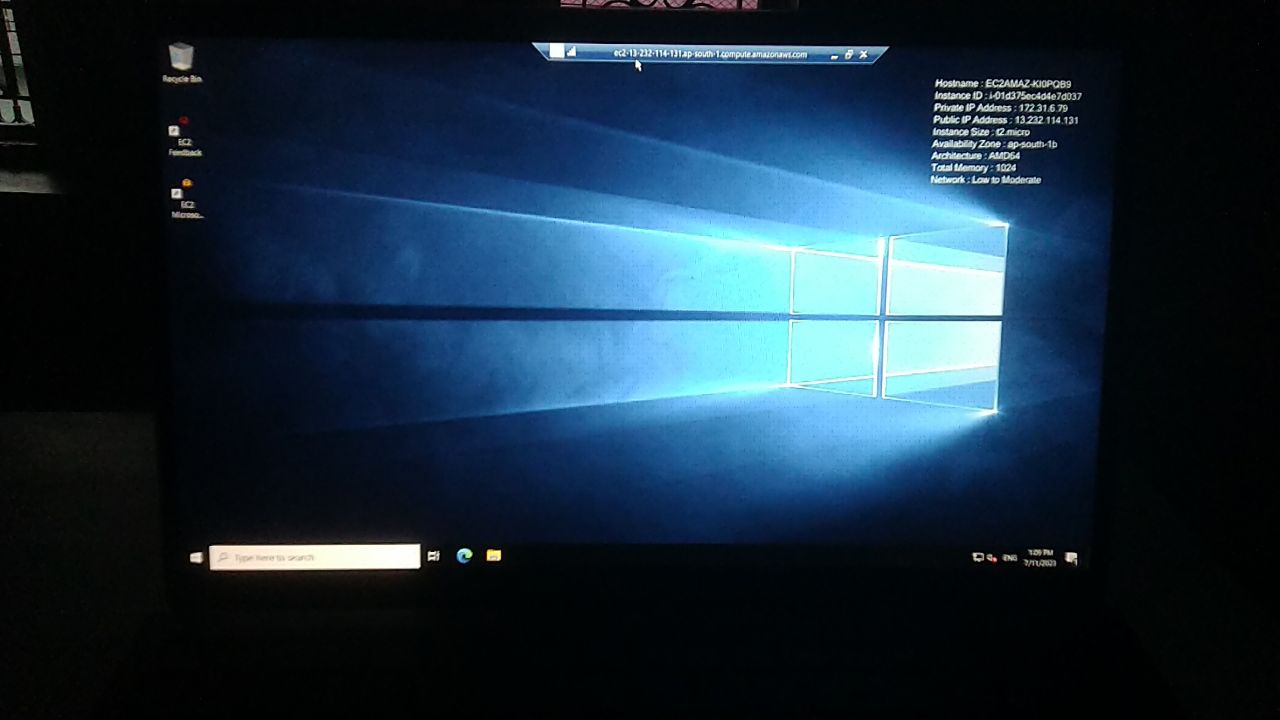 ec2-13-232-114-131.ap-south-1.compute.amazonaws.com
Recycle Bin
EC2
Feedback
EC2
Microso...
Hostname : EC2AMAZ-KI0PQB9
Instance ID : i-01d375ec4d4e7d037
Private IP Address : 172.31.6.79
Public IP Address : 13.232.114.131
Instance Size : t2.micro
Availability Zone : ap-south-1b
Architecture : AMD64
Total Memory : 1024
Network : Low to Moderate
Type here to search
ENG
1:09 PM
7/11/2023